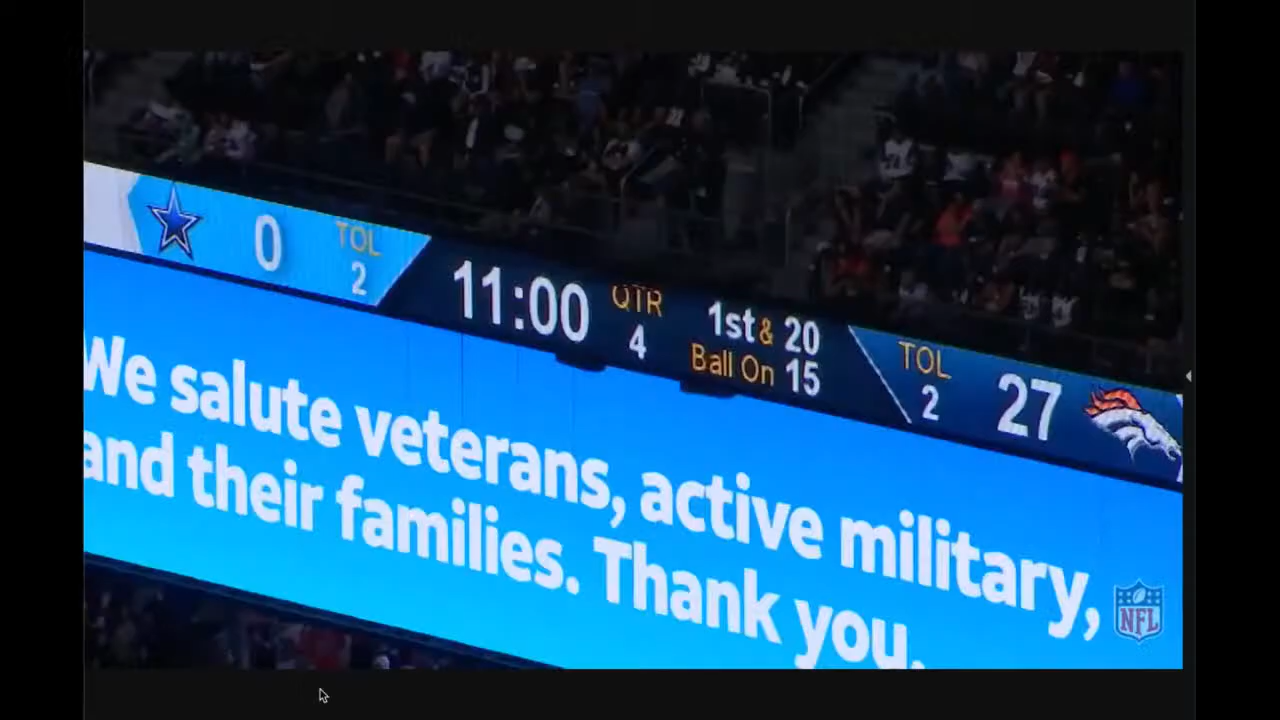 0 TOL 2
11:00 QTR 4
1st & 20
Ball On 15
TOL 2 27
We salute veterans, active military,
and their families. Thank you.
NFL